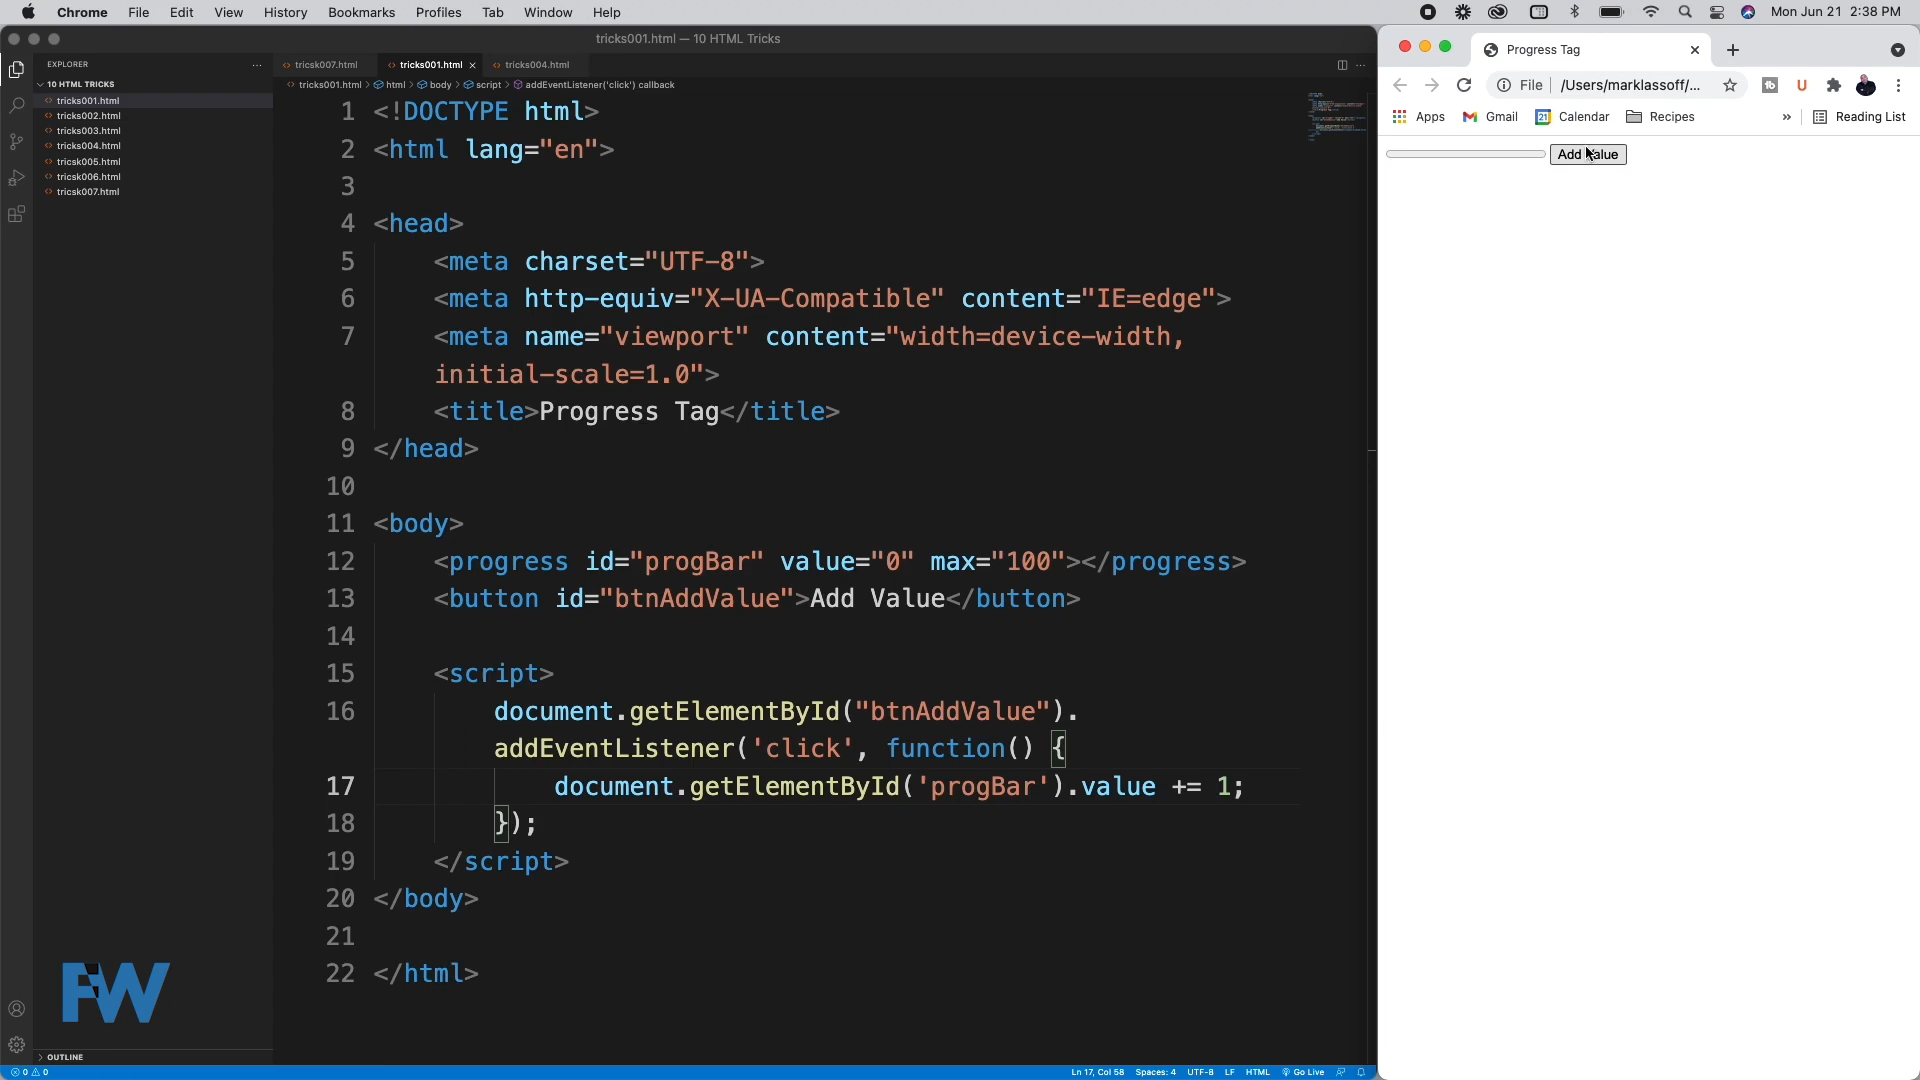 Chrome File Edit View History Bookmarks Profiles Tab Window Help
Mon Jun 21 2:38 PM
tricks001.html — 10 HTML Tricks
EXPLORER
10 HTML TRICKS
tricks001.html
tricks002.html
tricks003.html
tricks004.html
tricsk005.html
tricsk006.html
tricsk007.html
OUTLINE
tricsk007.html tricks001.html tricks004.html
tricks001.html > html > body > script > addEventListener('click') callback
1 <!DOCTYPE html>
2 <html lang="en">
3
4 <head>
5 <meta charset="UTF-8">
6 <meta http-equiv="X-UA-Compatible" content="IE=edge">
7 <meta name="viewport" content="width=device-width,
initial-scale=1.0">
8 <title>Progress Tag</title>
9 </head>
10
11 <body>
12 <progress id="progBar" value="0" max="100"></progress>
13 <button id="btnAddValue">Add Value</button>
14
15 <script>
16 document.getElementById("btnAddValue").
addEventListener('click', function() {
17 document.getElementById('progBar').value += 1;
18 });
19 </script>
20 </body>
21
22 </html>
FW
0 0
Ln 17, Col 58 Spaces: 4 UTF-8 LF HTML Go Live
Progress Tag
File /Users/marklassoff/...
Apps Gmail Calendar Recipes » Reading List
Add Value